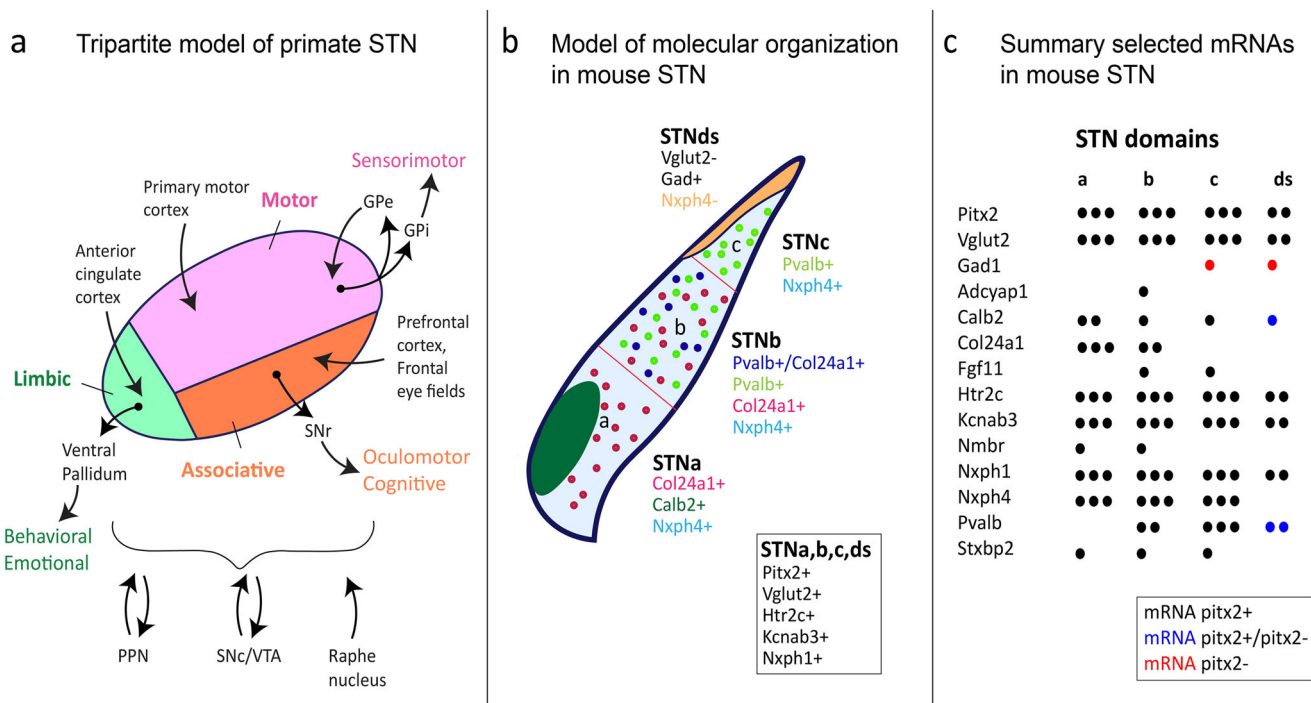 a
Tripartite model of primate STN
Sensorimotor
Primary motor
cortex
Motor
GPe
GPi
Anterior
cingulate
cortex
Prefrontal
cortex,
Frontal
eye fields
Limbic
SNr
Ventral
Pallidum
Associative
Oculomotor
Cognitive
Behavioral
Emotional
PPN
SNc/VTA
Raphe
nucleus
b
Model of molecular organization
in mouse STN
STNds
Vglut2-
Gad+
Nxph4-
c
STNc
Pvalb+
Nxph4+
b
STNb
Pvalb+/Col24a1+
Pvalb+
Col24a1+
Nxph4+
a
STNa
Col24a1+
Calb2+
Nxph4+
STNa,b,c,ds
Pitx2+
Vglut2+
Htr2c+
Kcnab3+
Nxph1+
c
Summary selected mRNAs
in mouse STN
STN domains
a b c ds
Pitx2
Vglut2
Gad1
Adcyap1
Calb2
Col24a1
Fgf11
Htr2c
Kcnab3
Nmbr
Nxph1
Nxph4
Pvalb
Stxbp2
mRNA pitx2+
mRNA pitx2+/pitx2-
mRNA pitx2-